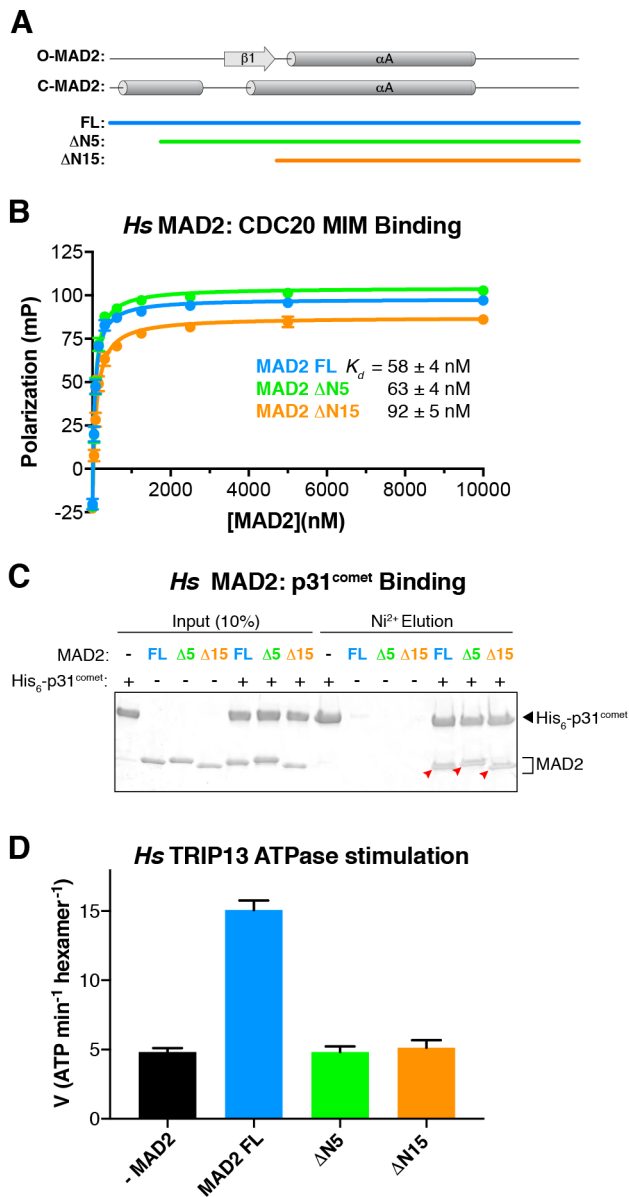 A
O-MAD2: β1 αA
C-MAD2: αA
FL:
ΔN5:
ΔN15:
B
Hs MAD2: CDC20 MIM Binding
Polarization (mP)
125
100
75
50
25
0
-25
MAD2 FL Kd = 58 ± 4 nM
MAD2 ΔN5 63 ± 4 nM
MAD2 ΔN15 92 ± 5 nM
2000 4000 6000 8000 10000
[MAD2](nM)
C
Hs MAD2: p31comet Binding
Input (10%) Ni2+ Elution
MAD2: - FL Δ5 Δ15 FL Δ5 Δ15 - FL Δ5 Δ15 FL Δ5 Δ15
His6-p31comet: + - - - + + + + - - - + + +
His6-p31comet
MAD2
D
Hs TRIP13 ATPase stimulation
V (ATP min-1 hexamer-1)
15
10
5
0
- MAD2 MAD2 FL ΔN5 ΔN15